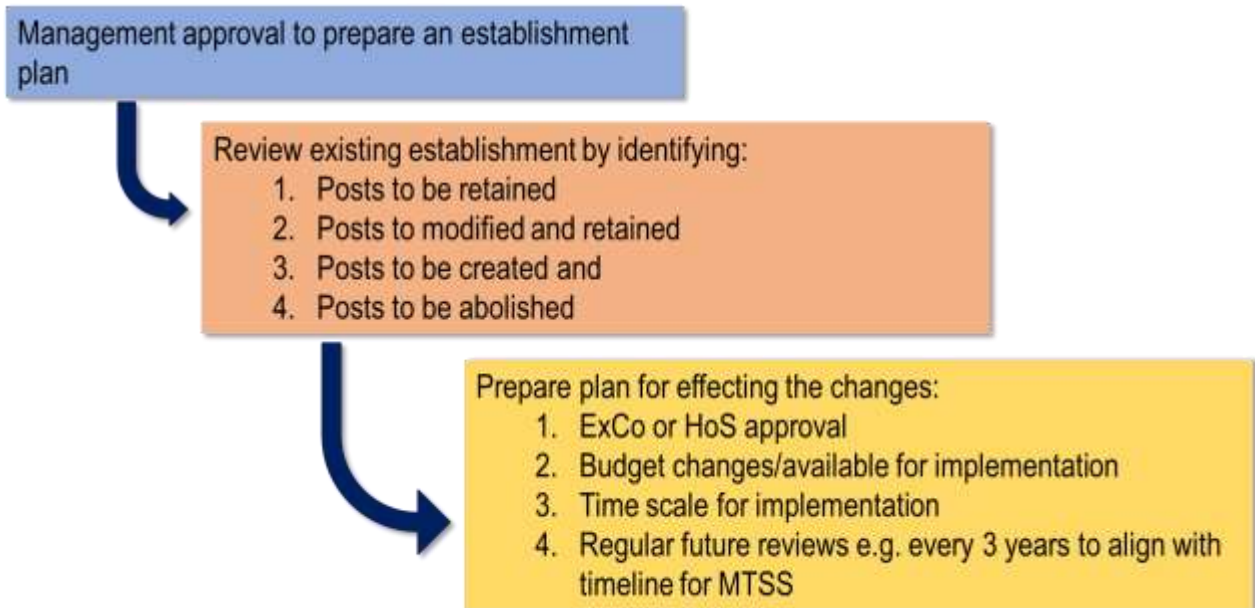 Management approval to prepare an establishment
plan
Review existing establishment by identifying:
1. Posts to be retained
2. Posts to modified and retained
3. Posts to be created and
4. Posts to be abolished
Prepare plan for effecting the changes:
1. ExCo or HoS approval
2. Budget changes/available for implementation
3. Time scale for implementation
4. Regular future reviews e.g. every 3 years to align with
timeline for MTSS